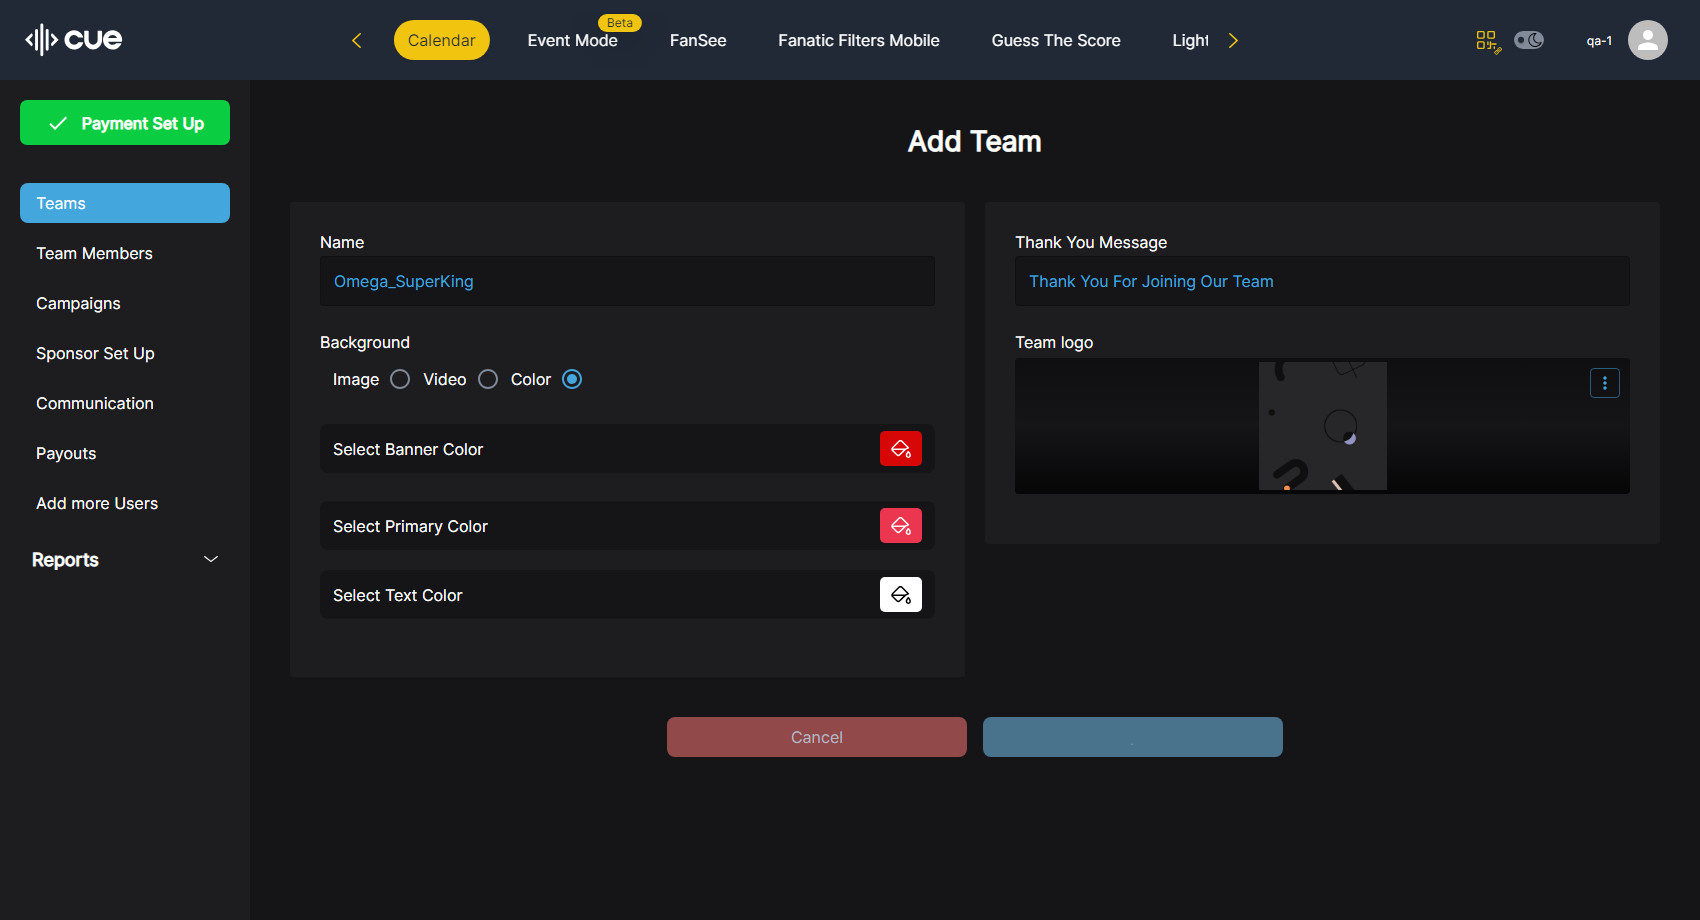 cue
Calendar
Event Mode
Beta
FanSee
Fanatic Filters Mobile
Guess The Score
Light
qa-1
Payment Set Up
Teams
Team Members
Campaigns
Sponsor Set Up
Communication
Payouts
Add more Users
Reports
Add Team
Name
Omega_SuperKing
Background
Image
Video
Color
Select Banner Color
Select Primary Color
Select Text Color
Thank You Message
Thank You For Joining Our Team
Team logo
Cancel